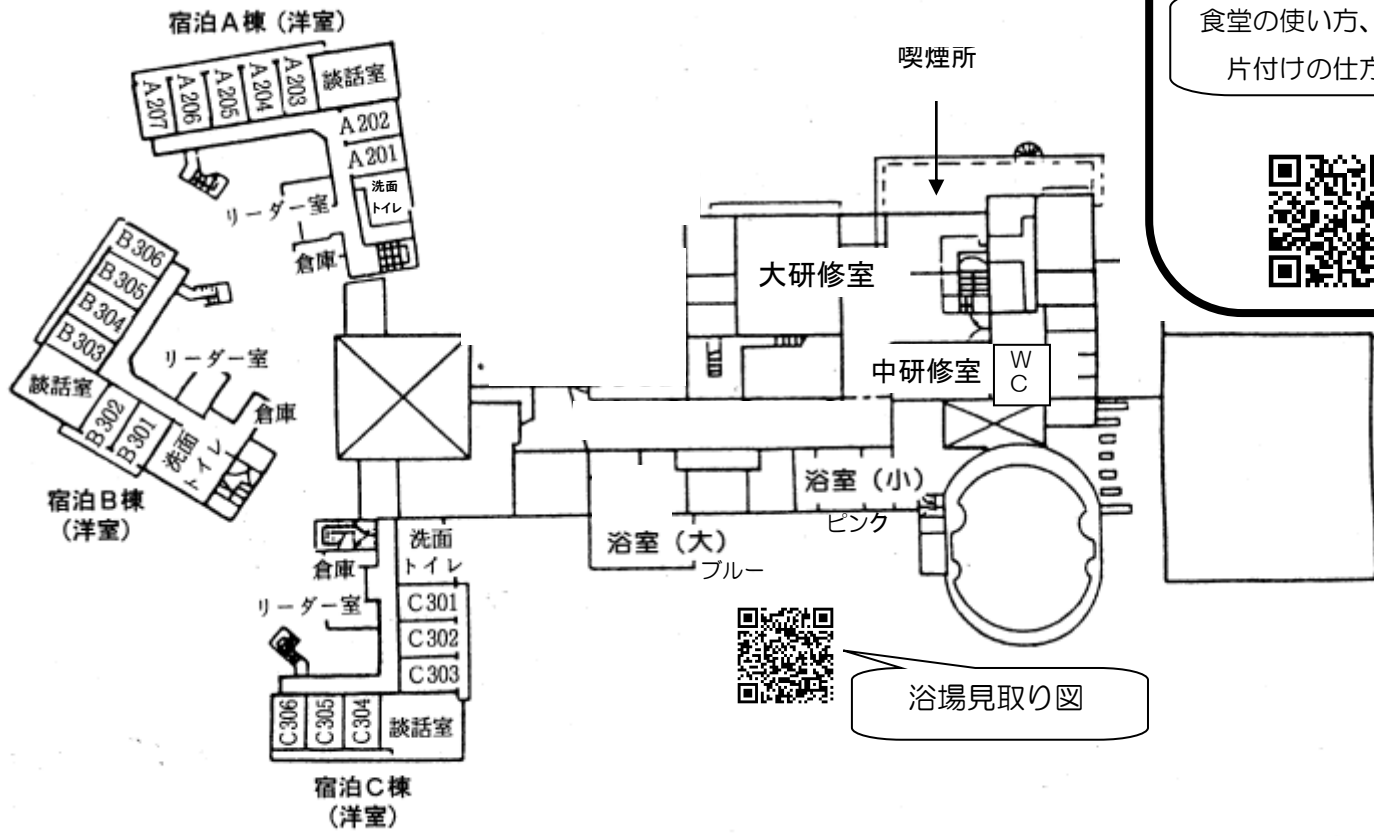 宿泊A棟 (洋室)
A207
A206
A205
A204
A203
談話室
A202
A201
洗面
トイレ
リーダー室
倉庫
B306
B305
B304
B303
談話室
B302
B301
洗面
トイレ
リーダー室
倉庫
宿泊B棟
(洋室)
倉庫
リーダー室
洗面
トイレ
C301
C302
C303
C306
C305
C304
談話室
宿泊C棟
(洋室)
喫煙所
大研修室
中研修室
W
C
浴室 (小)
ピンク
浴室 (大)
ブルー
浴場見取り図
食堂の使い方、
片付けの仕方